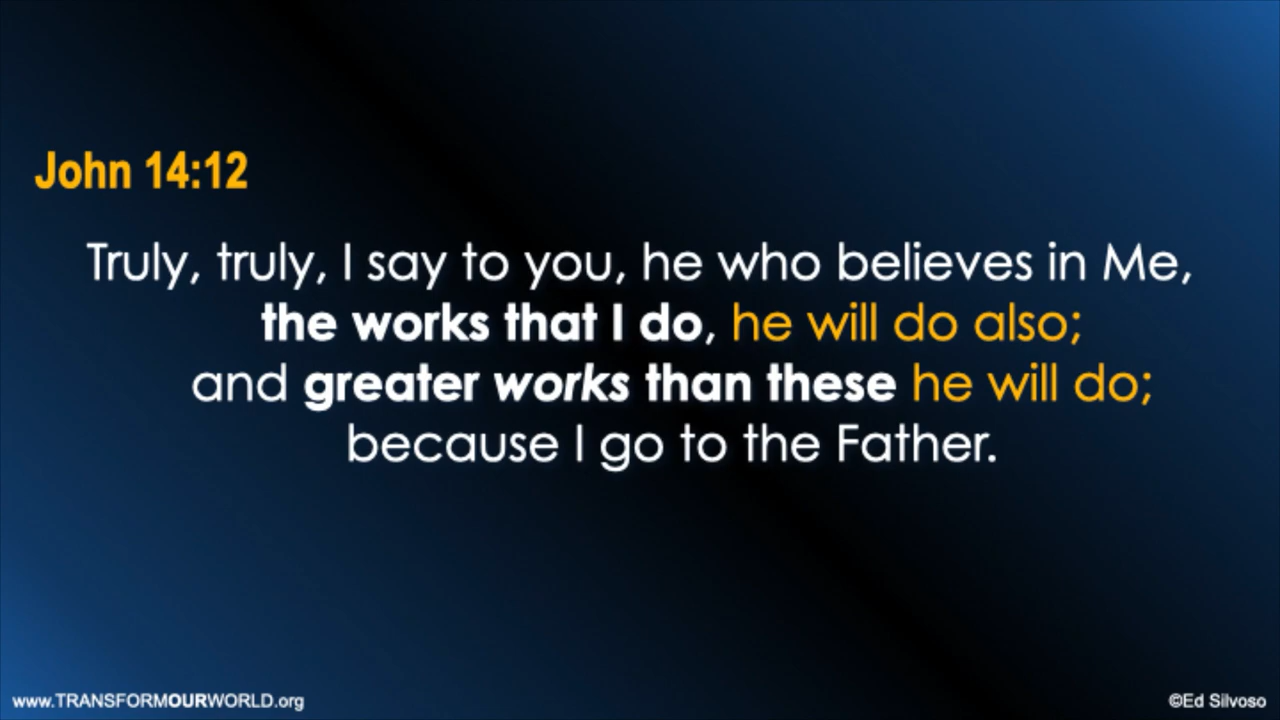 John 14:12
Truly, truly, I say to you, he who believes in Me,
the works that I do, he will do also;
and greater works than these he will do;
because I go to the Father.
www.TRANSFORMOURWORLD.org
©Ed Silvoso